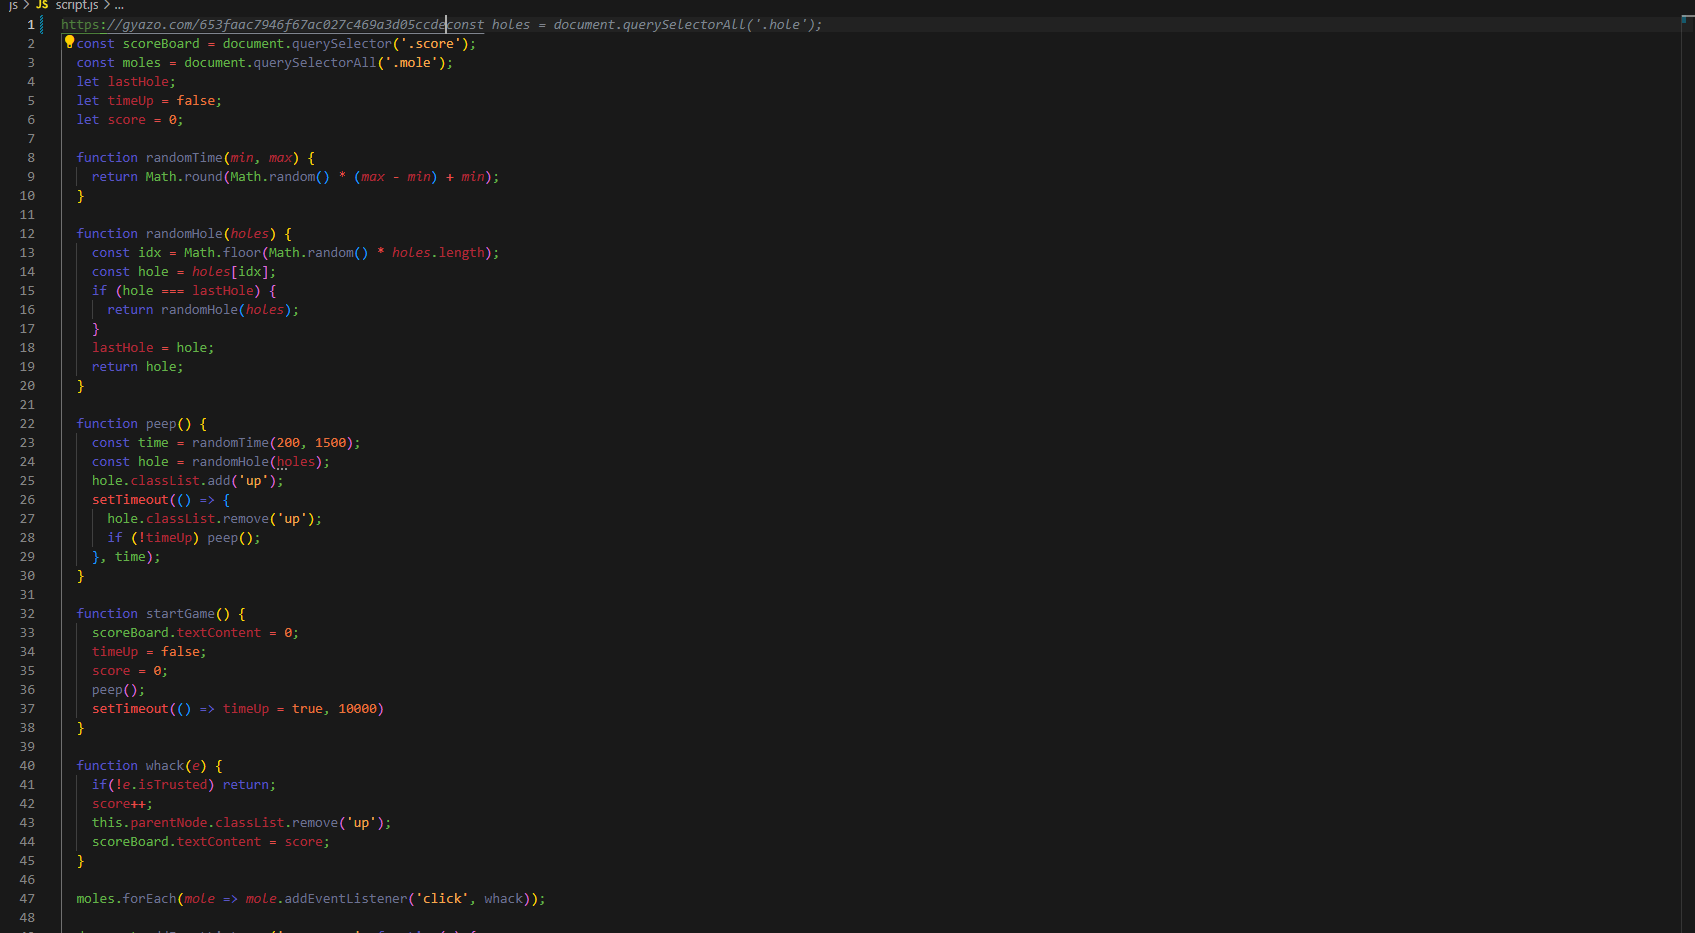 js > JS script.js > ...
1 https://gyazo.com/653faac7946f67ac027c469a3d05ccdeconst holes = document.querySelectorAll('.hole');
2 const scoreBoard = document.querySelector('.score');
3 const moles = document.querySelectorAll('.mole');
4 let lastHole;
5 let timeUp = false;
6 let score = 0;
7
8 function randomTime(min, max) {
9 return Math.round(Math.random() * (max - min) + min);
10 }
11
12 function randomHole(holes) {
13 const idx = Math.floor(Math.random() * holes.length);
14 const hole = holes[idx];
15 if (hole === lastHole) {
16 return randomHole(holes);
17 }
18 lastHole = hole;
19 return hole;
20 }
21
22 function peep() {
23 const time = randomTime(200, 1500);
24 const hole = randomHole(holes);
25 hole.classList.add('up');
26 setTimeout(() => {
27 hole.classList.remove('up');
28 if (!timeUp) peep();
29 }, time);
30 }
31
32 function startGame() {
33 scoreBoard.textContent = 0;
34 timeUp = false;
35 score = 0;
36 peep();
37 setTimeout(() => timeUp = true, 10000)
38 }
39
40 function whack(e) {
41 if(!e.isTrusted) return;
42 score++;
43 this.parentNode.classList.remove('up');
44 scoreBoard.textContent = score;
45 }
46
47 moles.forEach(mole => mole.addEventListener('click', whack));
48